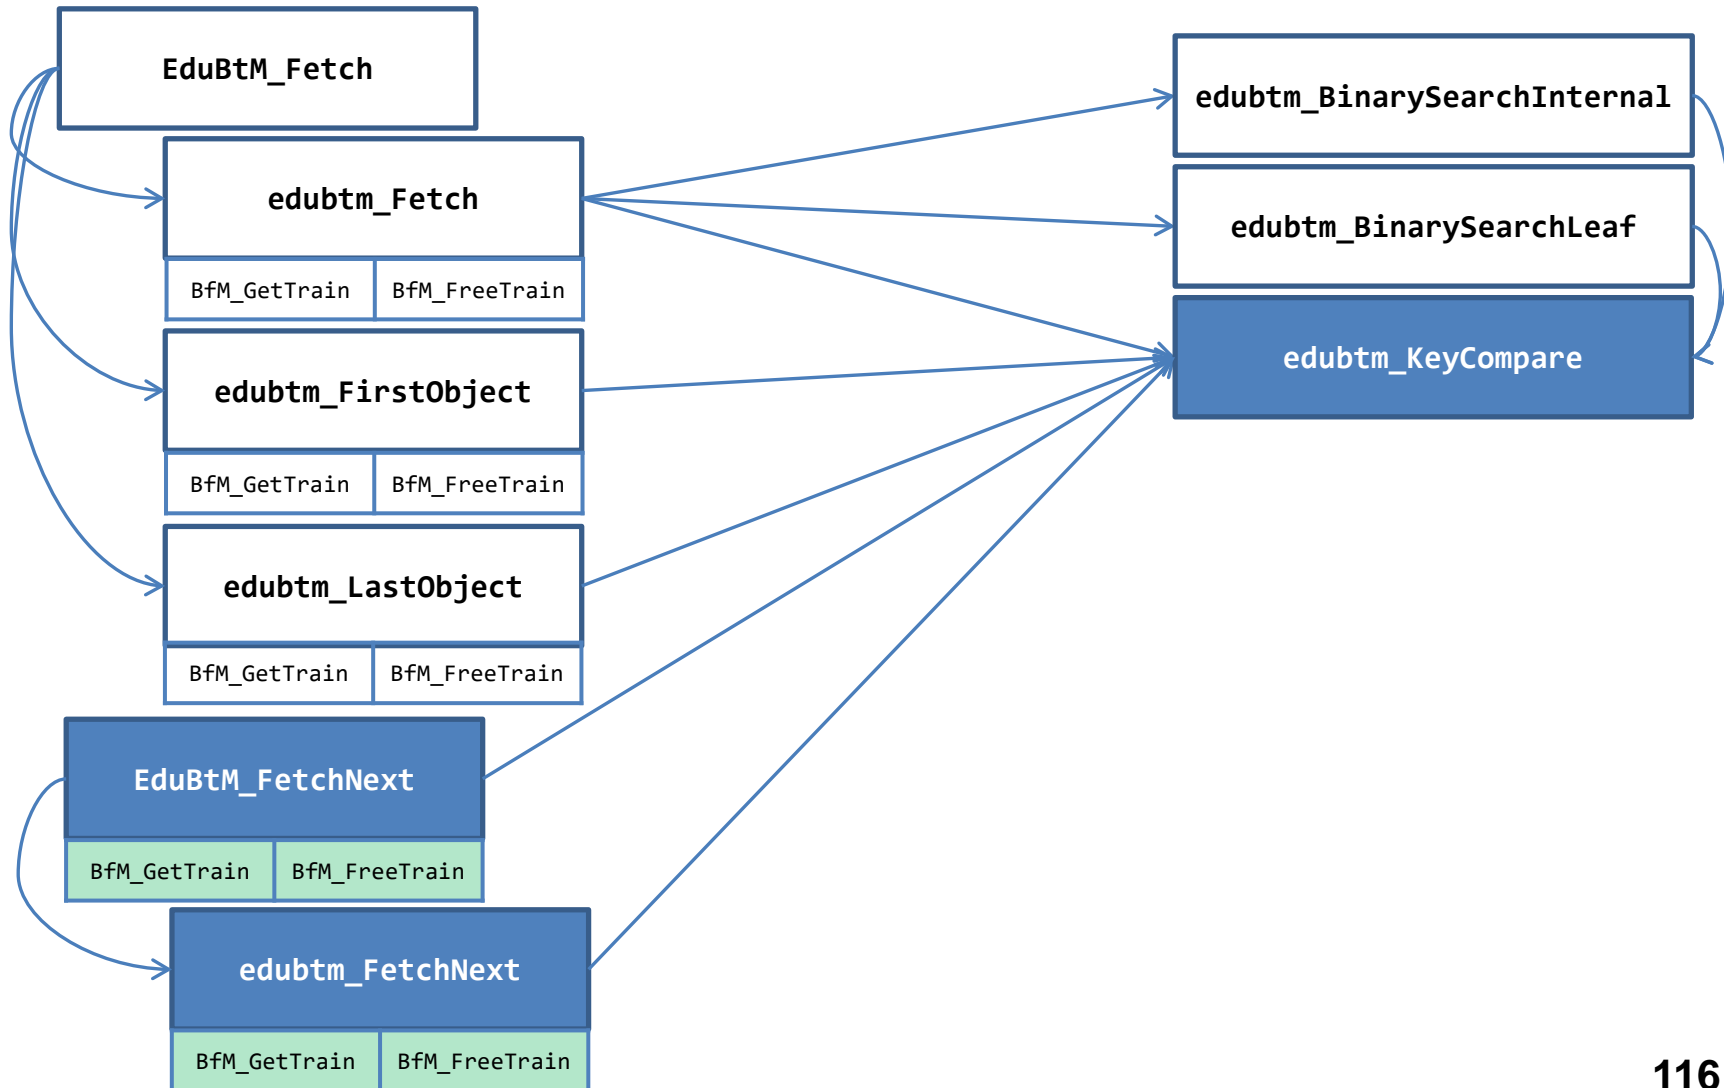 EduBtM_Fetch
edubtm_Fetch
BfM_GetTrain BfM_FreeTrain
edubtm_FirstObject
BfM_GetTrain BfM_FreeTrain
edubtm_LastObject
BfM_GetTrain BfM_FreeTrain
EduBtM_FetchNext
BfM_GetTrain BfM_FreeTrain
edubtm_FetchNext
BfM_GetTrain BfM_FreeTrain
edubtm_BinarySearchInternal
edubtm_BinarySearchLeaf
edubtm_KeyCompare
116